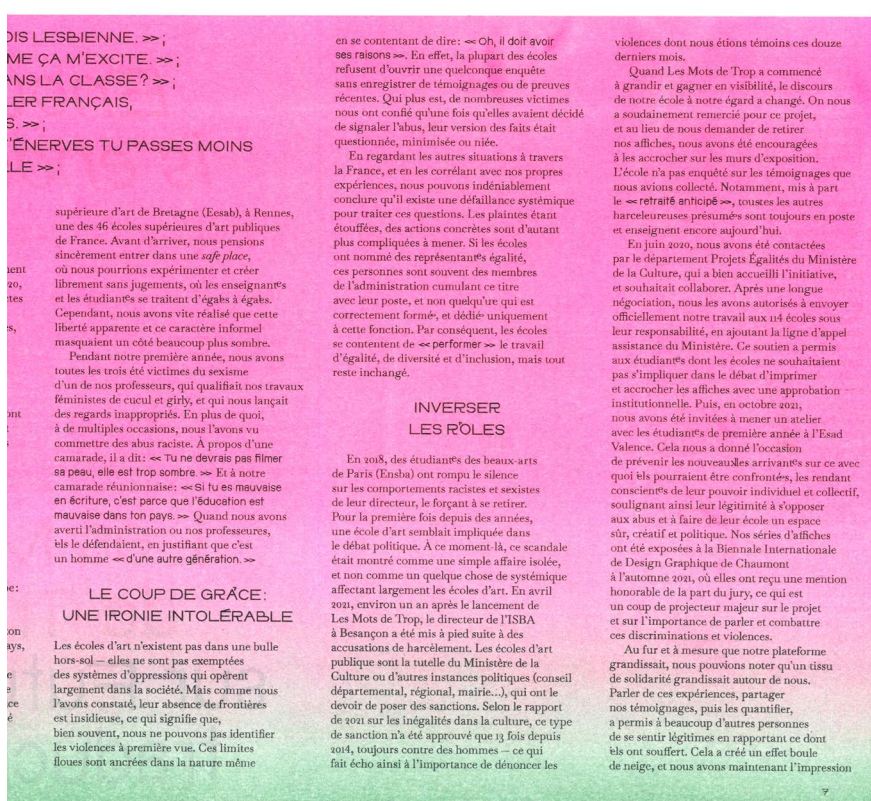 OIS LESBIENNE. >> ;
ME ÇA M'EXCITE. >> ;
ANS LA CLASSE? >> ;
LER FRANÇAIS,
S. >> ;
'ÉNERVES TU PASSES MOINS
LLE >> ;
supérieure d'art de Bretagne (Eesab), à Rennes,
une des 46 écoles supérieures d'art publiques
de France. Avant d'arriver, nous pensions
sincèrement entrer dans une safe place,
où nous pourrions expérimenter et créer
librement sans jugements, où les enseignant·es
et les étudiant·es se traitent d'égales à égales.
Cependant, nous avons vite réalisé que cette
liberté apparente et ce caractère informel
masquaient un côté beaucoup plus sombre.
Pendant notre première année, nous avons
toutes les trois été victimes du sexisme
d'un de nos professeurs, qui qualifiait nos travaux
féministes de cucul et girly, et qui nous lançait
des regards inappropriés. En plus de quoi,
à de multiples occasions, nous l'avons vu
commettre des abus raciste. À propos d'une
camarade, il a dit : << Tu ne devrais pas filmer
sa peau, elle est trop sombre. >> Et à notre
camarade réunionnaise : << Si tu es mauvaise
en écriture, c'est parce que l'éducation est
mauvaise dans ton pays. >> Quand nous avons
averti l'administration ou nos professeures,
iels le défendaient, en justifiant que c'est
un homme << d'une autre génération. >>
LE COUP DE GRÂCE :
UNE IRONIE INTOLÉRABLE
Les écoles d'art n'existent pas dans une bulle
hors-sol — elles ne sont pas exemptées
des systèmes d'oppressions qui opèrent
largement dans la société. Mais comme nous
l'avons constaté, leur absence de frontières
est insidieuse, ce qui signifie que,
bien souvent, nous ne pouvons pas identifier
les violences à première vue. Ces limites
floues sont ancrées dans la nature même
en se contentant de dire : << Oh, il doit avoir
ses raisons >>. En effet, la plupart des écoles
refusent d'ouvrir une quelconque enquête
sans enregistrer de témoignages ou de preuves
récentes. Qui plus est, de nombreuses victimes
nous ont confié qu'une fois qu'elles avaient décidé
de signaler l'abus, leur version des faits était
questionnée, minimisée ou niée.
En regardant les autres situations à travers
la France, et en les corrélant avec nos propres
expériences, nous pouvons indéniablement
conclure qu'il existe une défaillance systémique
pour traiter ces questions. Les plaintes étant
étouffées, des actions concrètes sont d'autant
plus compliquées à mener. Si les écoles
ont nommé des représentant·es égalité,
ces personnes sont souvent des membres
de l'administration cumulant ce titre
avec leur poste, et non quelqu'un·e qui est
correctement formé·e, et dédié·e uniquement
à cette fonction. Par conséquent, les écoles
se contentent de << performer >> le travail
d'égalité, de diversité et d'inclusion, mais tout
reste inchangé.
INVERSER
LES RÔLES
En 2018, des étudiant·es des beaux-arts
de Paris (Ensba) ont rompu le silence
sur les comportements racistes et sexistes
de leur directeur, le forçant à se retirer.
Pour la première fois depuis des années,
une école d'art semblait impliquée dans
le débat politique. À ce moment-là, ce scandale
était montré comme une simple affaire isolée,
et non comme un quelque chose de systémique
affectant largement les écoles d'art. En avril
2021, environ un an après le lancement de
Les Mots de Trop, le directeur de l'ISBA
à Besançon a été mis à pied suite à des
accusations de harcèlement. Les écoles d'art
publique sont la tutelle du Ministère de la
Culture ou d'autres instances politiques (conseil
départemental, régional, mairie...), qui ont le
devoir de poser des sanctions. Selon le rapport
de 2021 sur les inégalités dans la culture, ce type
de sanction n'a été approuvé que 13 fois depuis
2014, toujours contre des hommes — ce qui
fait écho ainsi à l'importance de dénoncer les
violences dont nous étions témoins ces douze
derniers mois.
Quand Les Mots de Trop a commencé
à grandir et gagner en visibilité, le discours
de notre école à notre égard a changé. On nous
a soudainement remercié pour ce projet,
et au lieu de nous demander de retirer
nos affiches, nous avons été encouragées
à les accrocher sur les murs d'exposition.
L'école n'a pas enquêté sur les témoignages que
nous avions collecté. Notamment, mis à part
le << retraité anticipé >>, toustes les autres
harceleureuses présumé·es sont toujours en poste
et enseignent encore aujourd'hui.
En juin 2020, nous avons été contactées
par le département Projets Égalités du Ministère
de la Culture, qui a bien accueilli l'initiative,
et souhaitait collaborer. Après une longue
négociation, nous les avons autorisés à envoyer
officiellement notre travail aux 114 écoles sous
leur responsabilité, en ajoutant la ligne d'appel
assistance du Ministère. Ce soutien a permis
aux étudiant·es dont les écoles ne souhaitaient
pas s'impliquer dans le débat d'imprimer
et accrocher les affiches avec une approbation
institutionnelle. Puis, en octobre 2021,
nous avons été invitées à mener un atelier
avec les étudiant·es de première année à l'Esad
Valence. Cela nous a donné l'occasion
de prévenir les nouveauxlles arrivant·es sur ce avec
quoi iels pourraient être confronté·es, les rendant
conscient·es de leur pouvoir individuel et collectif,
soulignant ainsi leur légitimité à s'opposer
aux abus et à faire de leur école un espace
sûr, créatif et politique. Nos séries d'affiches
ont été exposées à la Biennale Internationale
de Design Graphique de Chaumont
à l'automne 2021, où elles ont reçu une mention
honorable de la part du jury, ce qui est
un coup de projecteur majeur sur le projet
et sur l'importance de parler et combattre
ces discriminations et violences.
Au fur et à mesure que notre plateforme
grandissait, nous pouvions noter qu'un tissu
de solidarité grandissait autour de nous.
Parler de ces expériences, partager
nos témoignages, puis les quantifier,
a permis à beaucoup d'autres personnes
de se sentir légitimes en rapportant ce dont
iels ont souffert. Cela a créé un effet boule
de neige, et nous avons maintenant l'impression
7